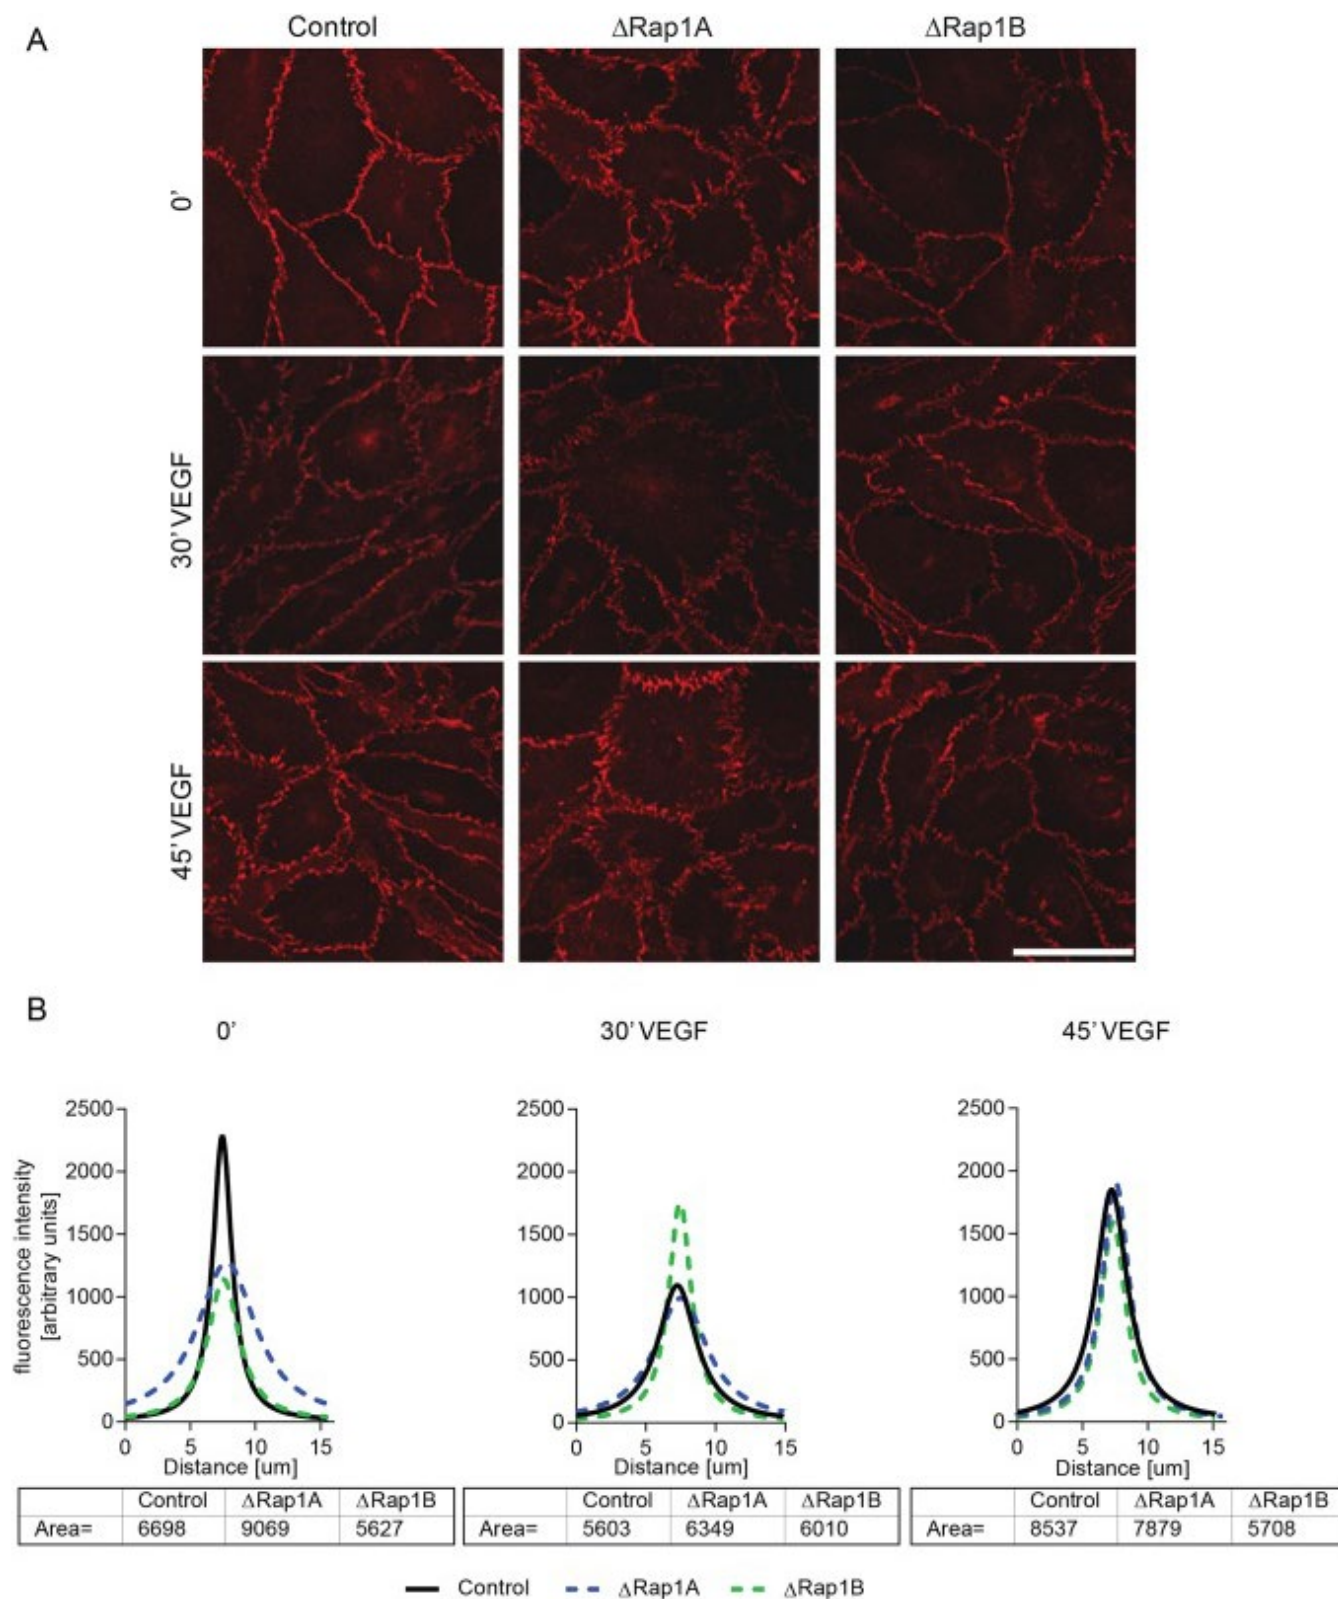 A
Control ΔRap1A ΔRap1B
0'
30' VEGF
45' VEGF
B
0' 30' VEGF 45' VEGF
fluorescence intensity
[arbitrary units]
2500 2500 2500
2000 2000 2000
1500 1500 1500
1000 1000 1000
500 500 500
0 0 0
0 5 10 15 0 5 10 15 0 5 10 15
Distance [um] Distance [um] Distance [um]
Control ΔRap1A ΔRap1B Control ΔRap1A ΔRap1B Control ΔRap1A ΔRap1B
Area= 6698 9069 5627 Area= 5603 6349 6010 Area= 8537 7879 5708
Control ΔRap1A ΔRap1B